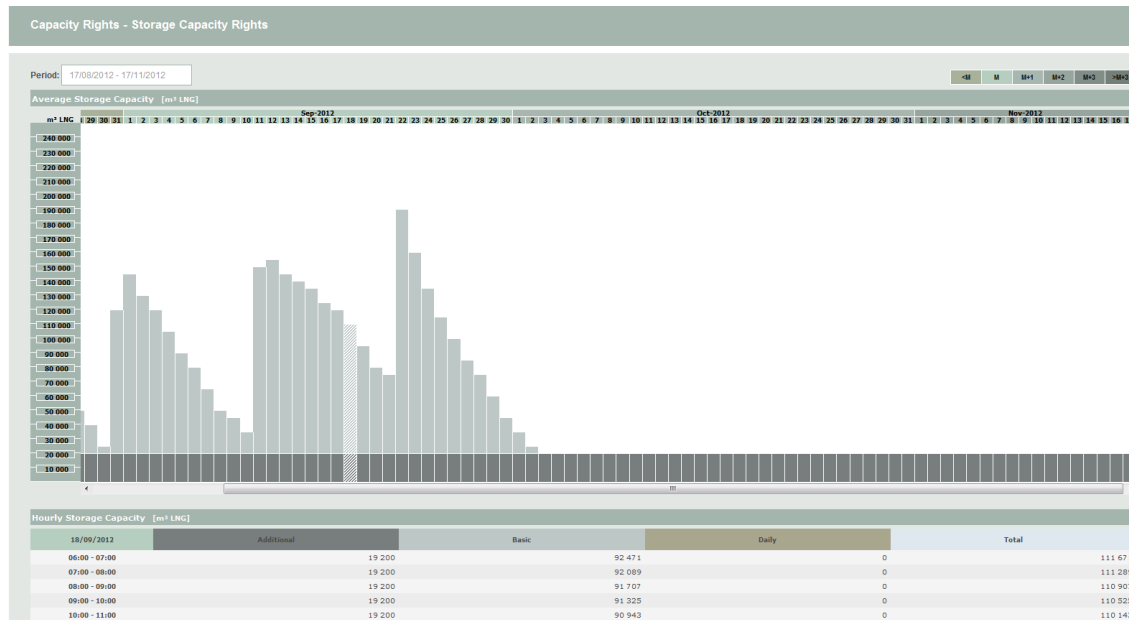 Capacity Rights - Storage Capacity Rights
Period: 17/08/2012 - 17/11/2012
<M M M+1 M+2 M+3 >M+3
Average Storage Capacity [m³ LNG]
Sep-2012 Oct-2012 Nov-2012
m³ LNG 29 30 31 1 2 3 4 5 6 7 8 9 10 11 12 13 14 15 16 17 18 19 20 21 22 23 24 25 26 27 28 29 30 1 2 3 4 5 6 7 8 9 10 11 12 13 14 15 16 17 18 19 20 21 22 23 24 25 26 27 28 29 30 31 1 2 3 4 5 6 7 8 9 10 11 12 13 14 15 16
240 000
230 000
220 000
210 000
200 000
190 000
180 000
170 000
160 000
150 000
140 000
130 000
120 000
110 000
100 000
90 000
80 000
70 000
60 000
50 000
40 000
30 000
20 000
10 000
Hourly Storage Capacity [m³ LNG]
18/09/2012 Additional Basic Daily Total
06:00 - 07:00 19 200 92 471 0 111 67
07:00 - 08:00 19 200 92 089 0 111 289
08:00 - 09:00 19 200 91 707 0 110 907
09:00 - 10:00 19 200 91 325 0 110 525
10:00 - 11:00 19 200 90 943 0 110 143